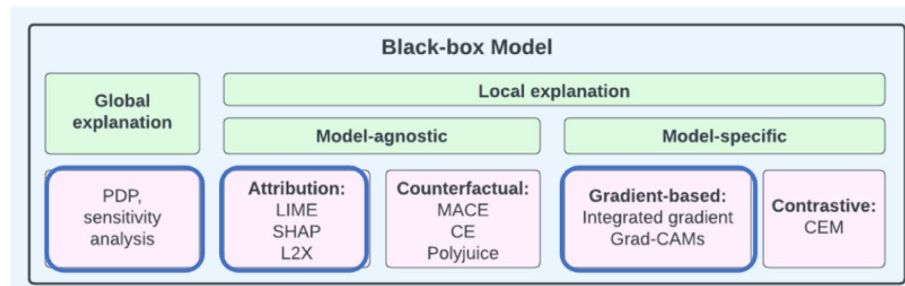 Black-box Model
Global
explanation
Local explanation
Model-agnostic
Model-specific
PDP,
sensitivity
analysis
Attribution:
LIME
SHAP
L2X
Counterfactual:
MACE
CE
Polyjuice
Gradient-based:
Integrated gradient
Grad-CAMs
Contrastive:
CEM